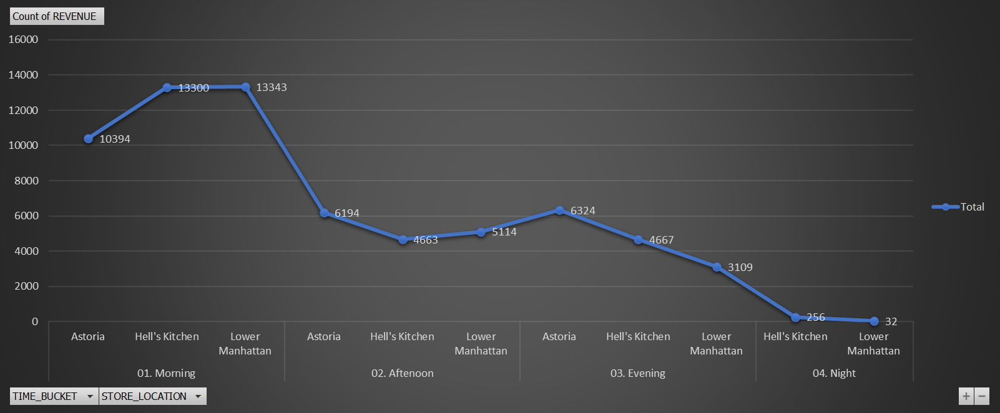 Count of REVENUE
16000
14000
12000
10000
8000
6000
4000
2000
0
10394
13300
13343
6194
4663
5114
6324
4667
3109
256
32
Total
Astoria
Hell's Kitchen
Lower
Manhattan
Astoria
Hell's Kitchen
Lower
Manhattan
Astoria
Hell's Kitchen
Lower
Manhattan
Hell's Kitchen
Lower
Manhattan
01. Morning
02. Aftenoon
03. Evening
04. Night
TIME_BUCKET
STORE_LOCATION
+ −